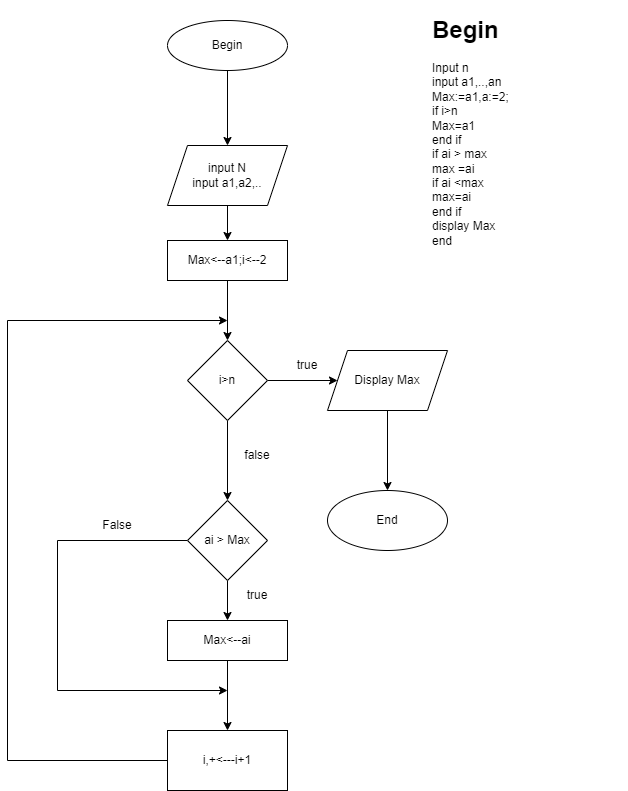 Begin
input N
input a1,a2,..
Max<--a1;i<--2
i>n
true
Display Max
false
End
ai > Max
False
true
Max<--ai
i,+<---i+1
Begin
Input n
input a1,..,an
Max:=a1,a:=2;
if i>n
Max=a1
end if
if ai > max
max =ai
if ai <max
max=ai
end if
display Max
end